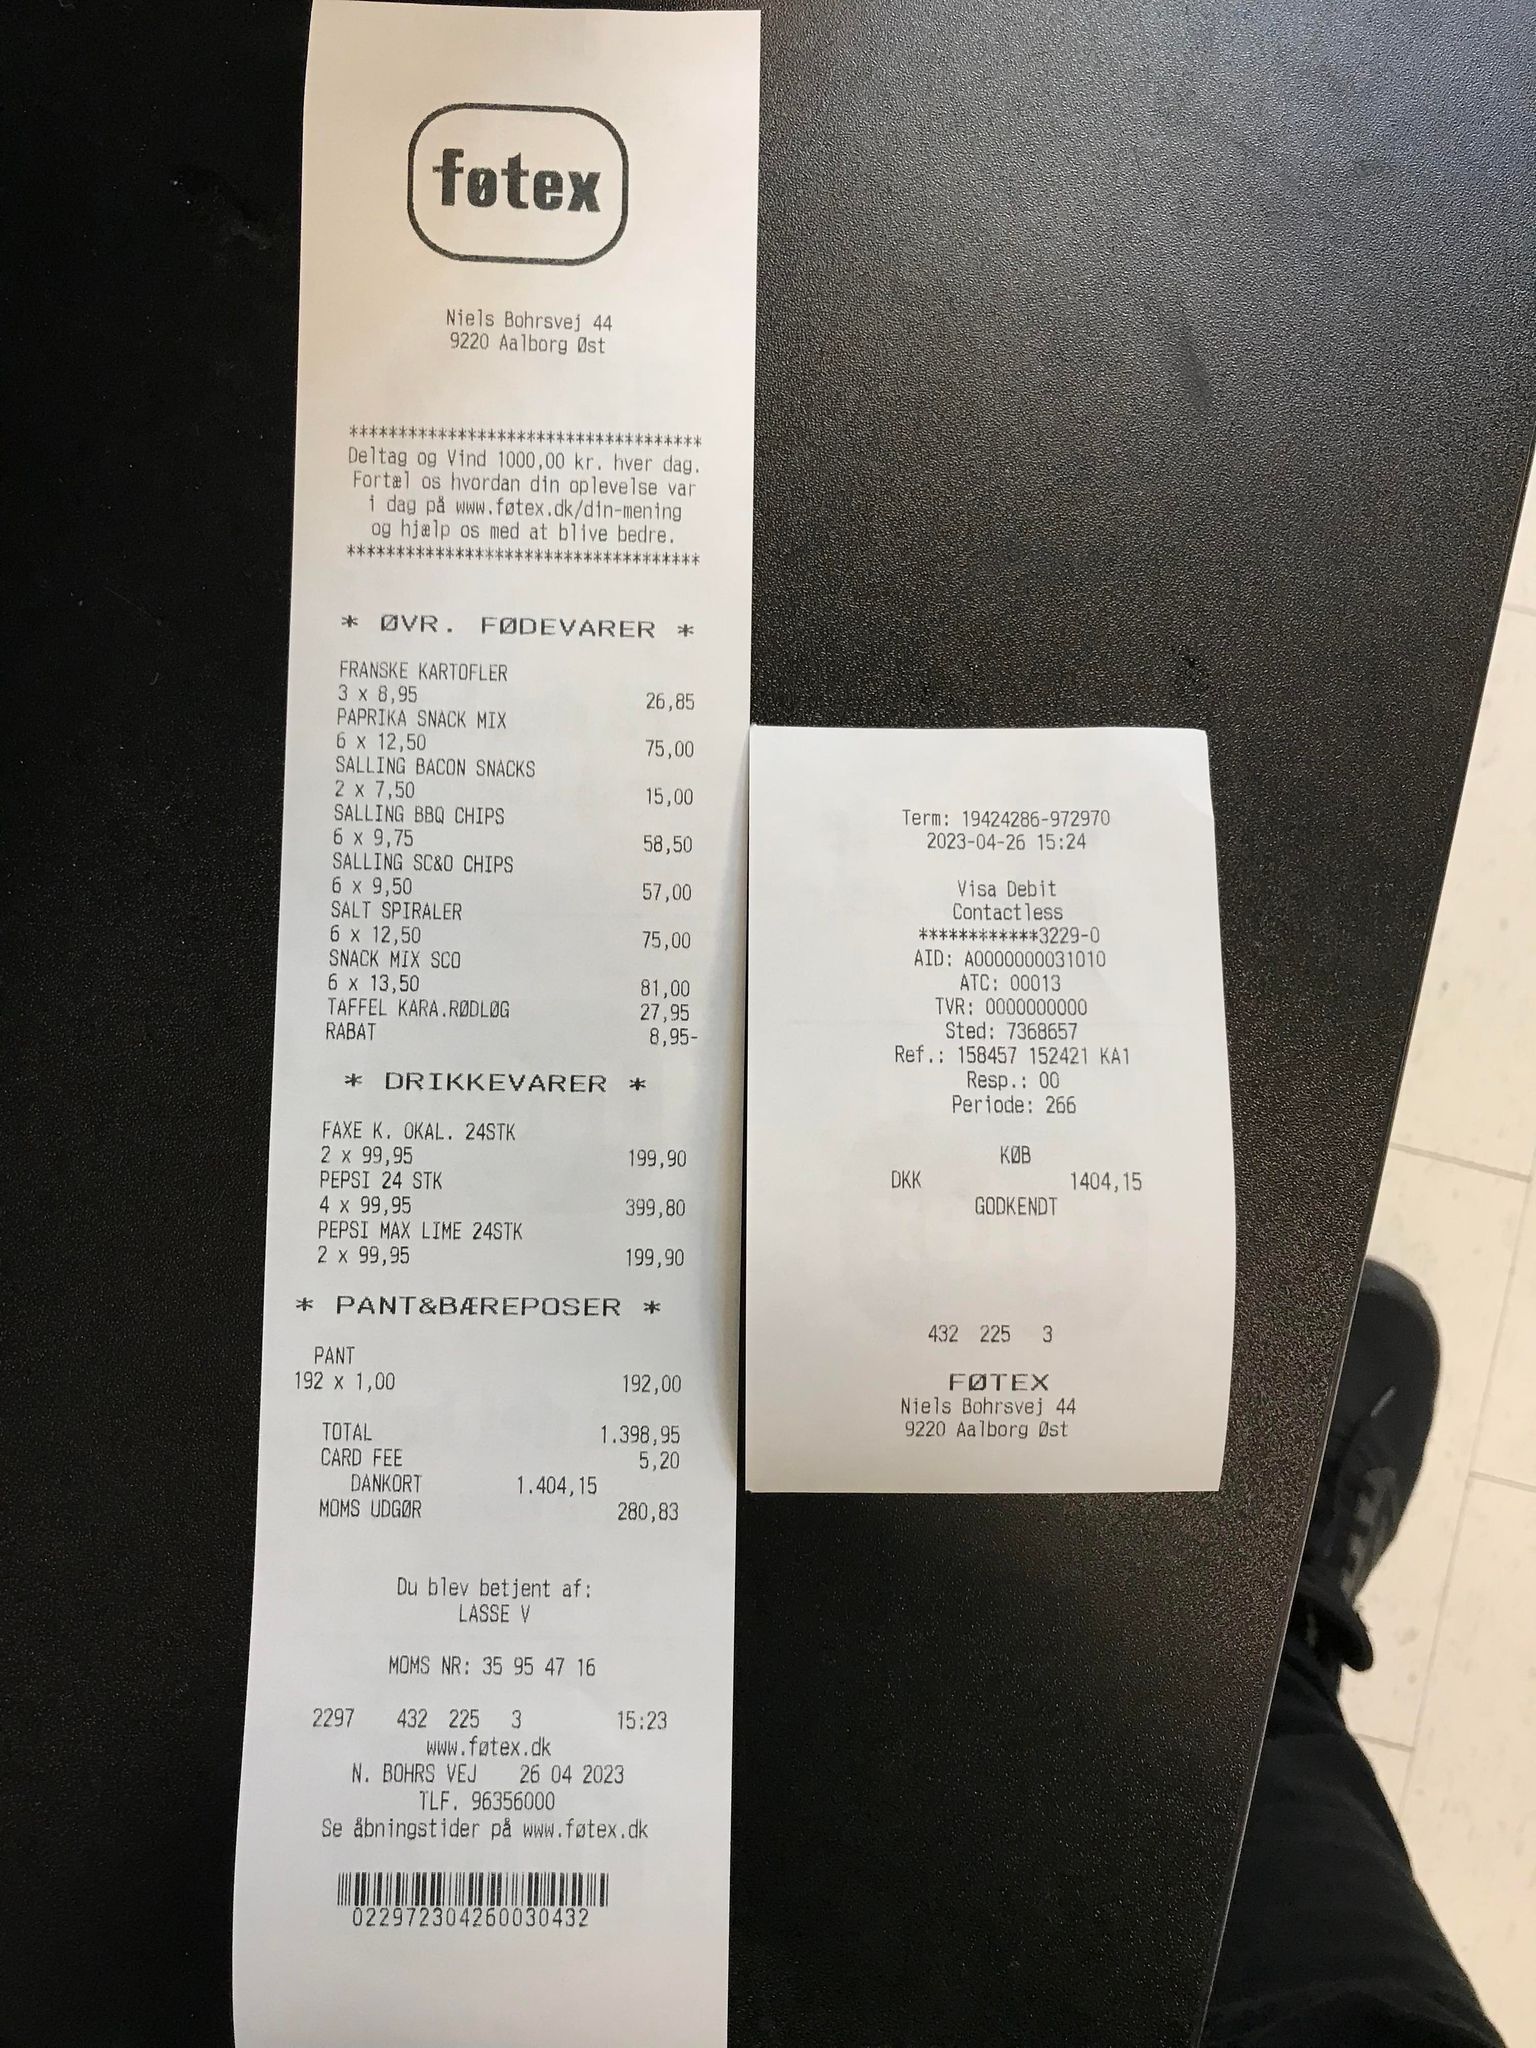 føtex
Niels Bohrsvej 44
9220 Aalborg Øst
************************************
Deltag og Vind 1000,00 kr. hver dag.
Fortæl os hvordan din oplevelse var
i dag på www.føtex.dk/din-mening
og hjælp os med at blive bedre.
************************************
* ØVR. FØDEVARER *
FRANSKE KARTOFLER
3 x 8,95 26,85
PAPRIKA SNACK MIX
6 x 12,50 75,00
SALLING BACON SNACKS
2 x 7,50 15,00
SALLING BBQ CHIPS
6 x 9,75 58,50
SALLING SC&O CHIPS
6 x 9,50 57,00
SALT SPIRALER
6 x 12,50 75,00
SNACK MIX SCO
6 x 13,50 81,00
TAFFEL KARA.RØDLØG 27,95
RABAT 8,95-
* DRIKKEVARER *
FAXE K. OKAL. 24STK
2 x 99,95 199,90
PEPSI 24 STK
4 x 99,95 399,80
PEPSI MAX LIME 24STK
2 x 99,95 199,90
* PANT&BÆREPOSER *
PANT
192 x 1,00 192,00
TOTAL 1.398,95
CARD FEE 5,20
DANKORT 1.404,15
MOMS UDGØR 280,83
Du blev betjent af:
LASSE V
MOMS NR: 35 95 47 16
2297 432 225 3 15:23
www.føtex.dk
N. BOHRS VEJ 26 04 2023
TLF. 96356000
Se åbningstider på www.føtex.dk
022972304260030432
Term: 19424286-972970
2023-04-26 15:24
Visa Debit
Contactless
************3229-0
AID: A0000000031010
ATC: 00013
TVR: 0000000000
Sted: 7368657
Ref.: 158457 152421 KA1
Resp.: 00
Periode: 266
KØB
DKK 1404,15
GODKENDT
432 225 3
FØTEX
Niels Bohrsvej 44
9220 Aalborg Øst